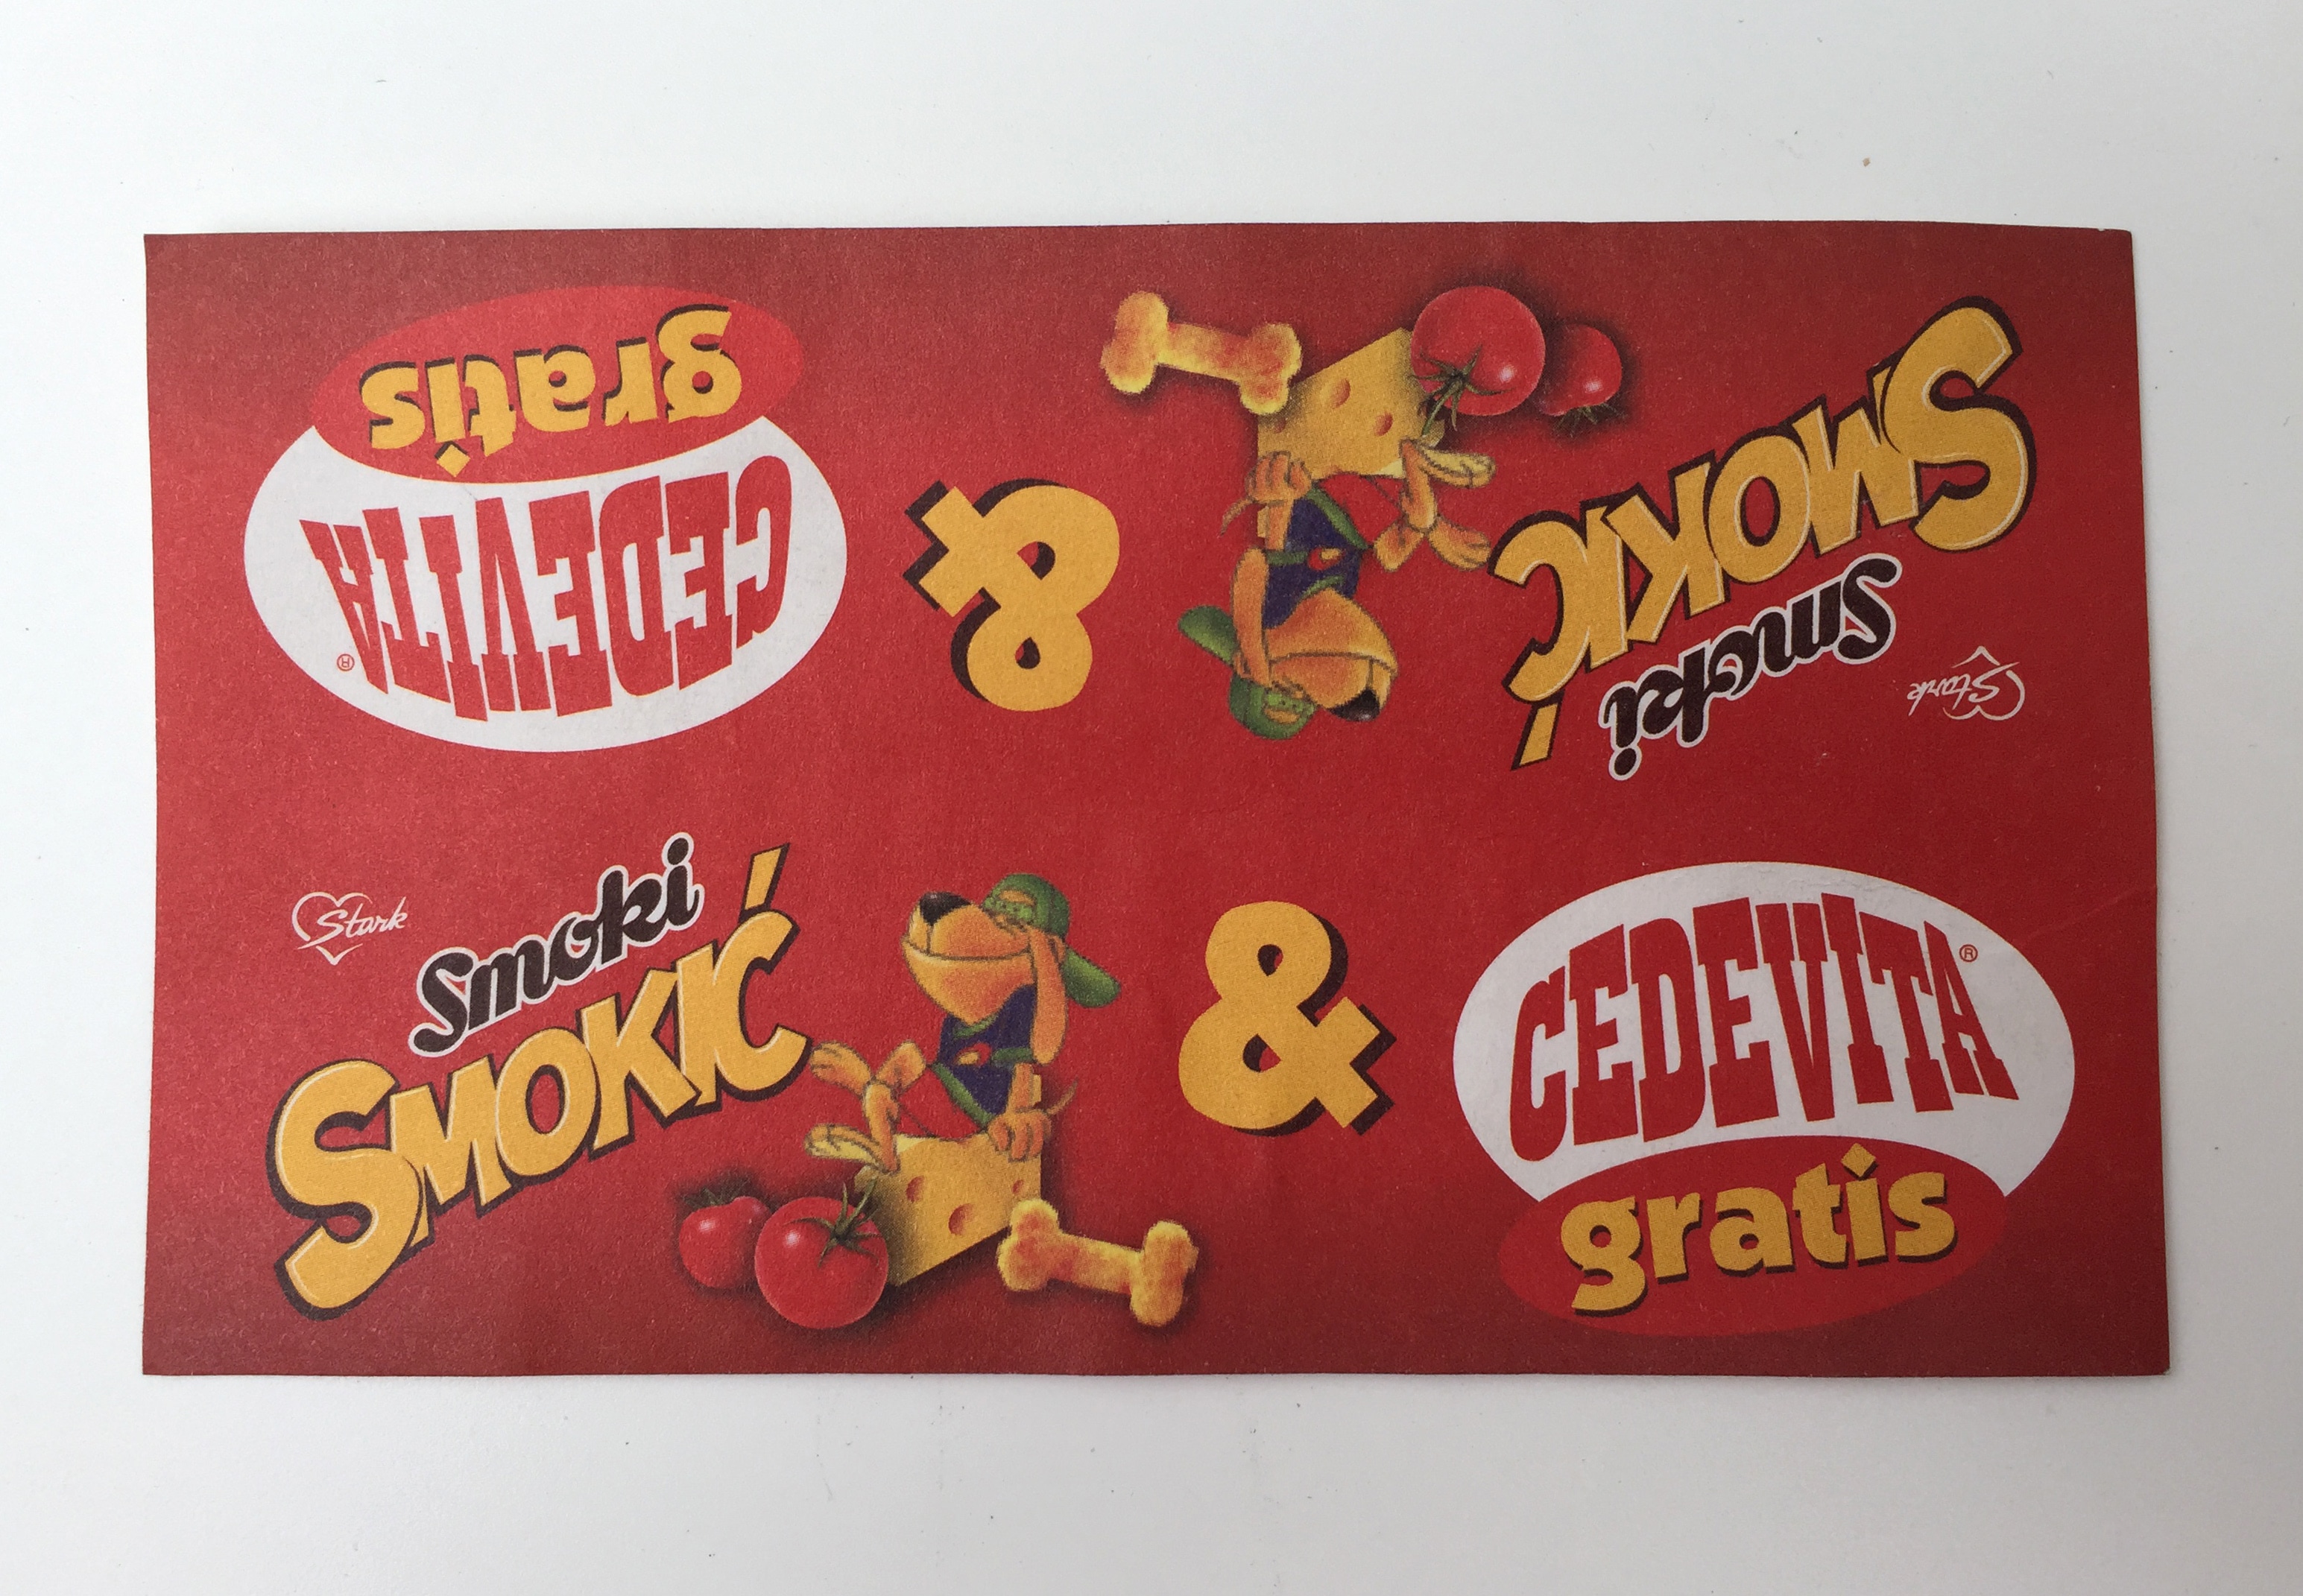 gratis
CEDEVITA®
&
SMOKIĆ
Smoki
Stark
Stark
Smoki
SMOKIĆ
&
CEDEVITA®
gratis